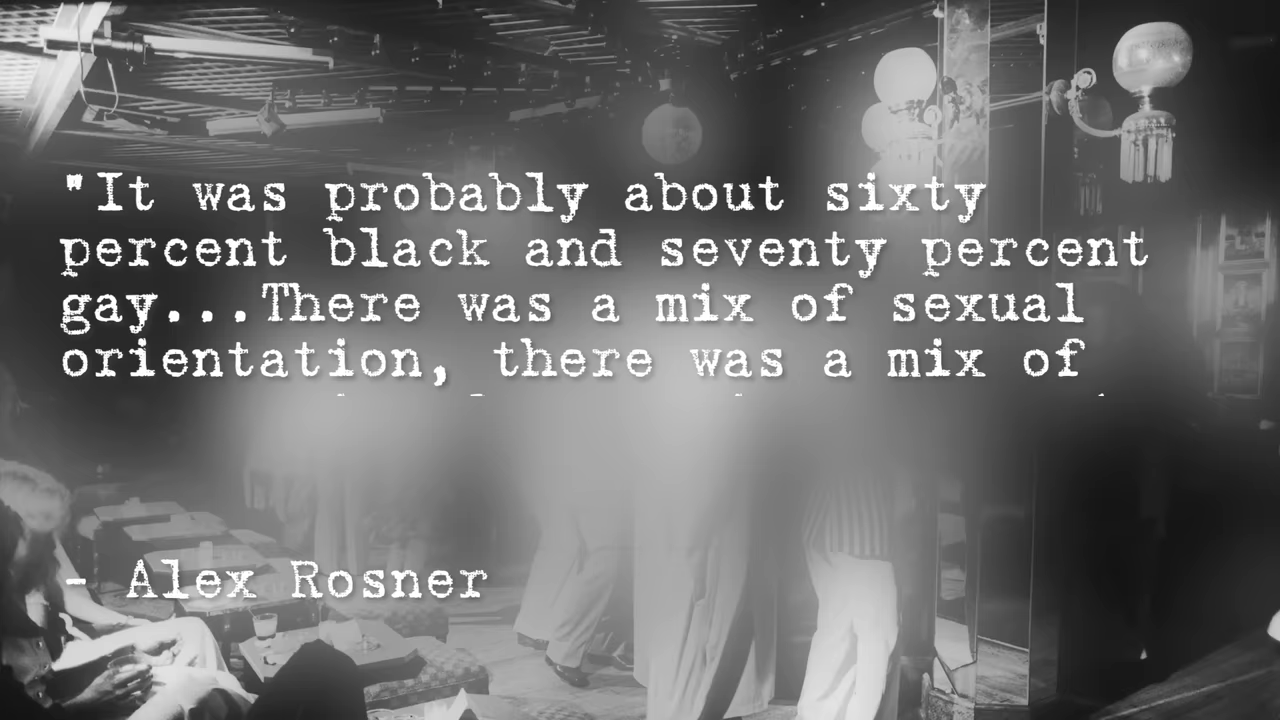 "It was probably about sixty
percent black and seventy percent
gay...There was a mix of sexual
orientation, there was a mix of
- Alex Rosner